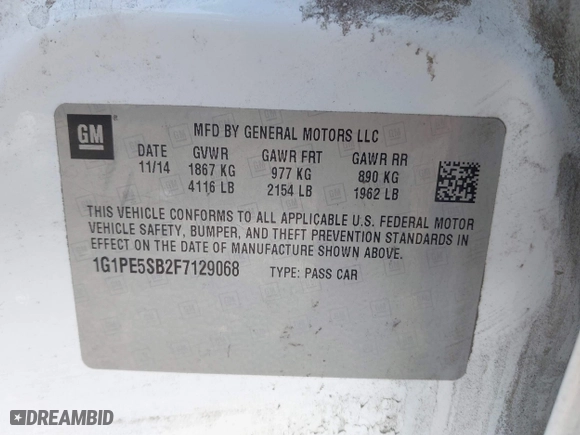 GM
MFD BY GENERAL MOTORS LLC
DATE GVWR GAWR FRT GAWR RR
11/14 1867 KG 977 KG 890 KG
4116 LB 2154 LB 1962 LB
THIS VEHICLE CONFORMS TO ALL APPLICABLE U.S. FEDERAL MOTOR
VEHICLE SAFETY, BUMPER, AND THEFT PREVENTION STANDARDS IN
EFFECT ON THE DATE OF MANUFACTURE SHOWN ABOVE.
1G1PE5SB2F7129068 TYPE: PASS CAR
DREAMBID